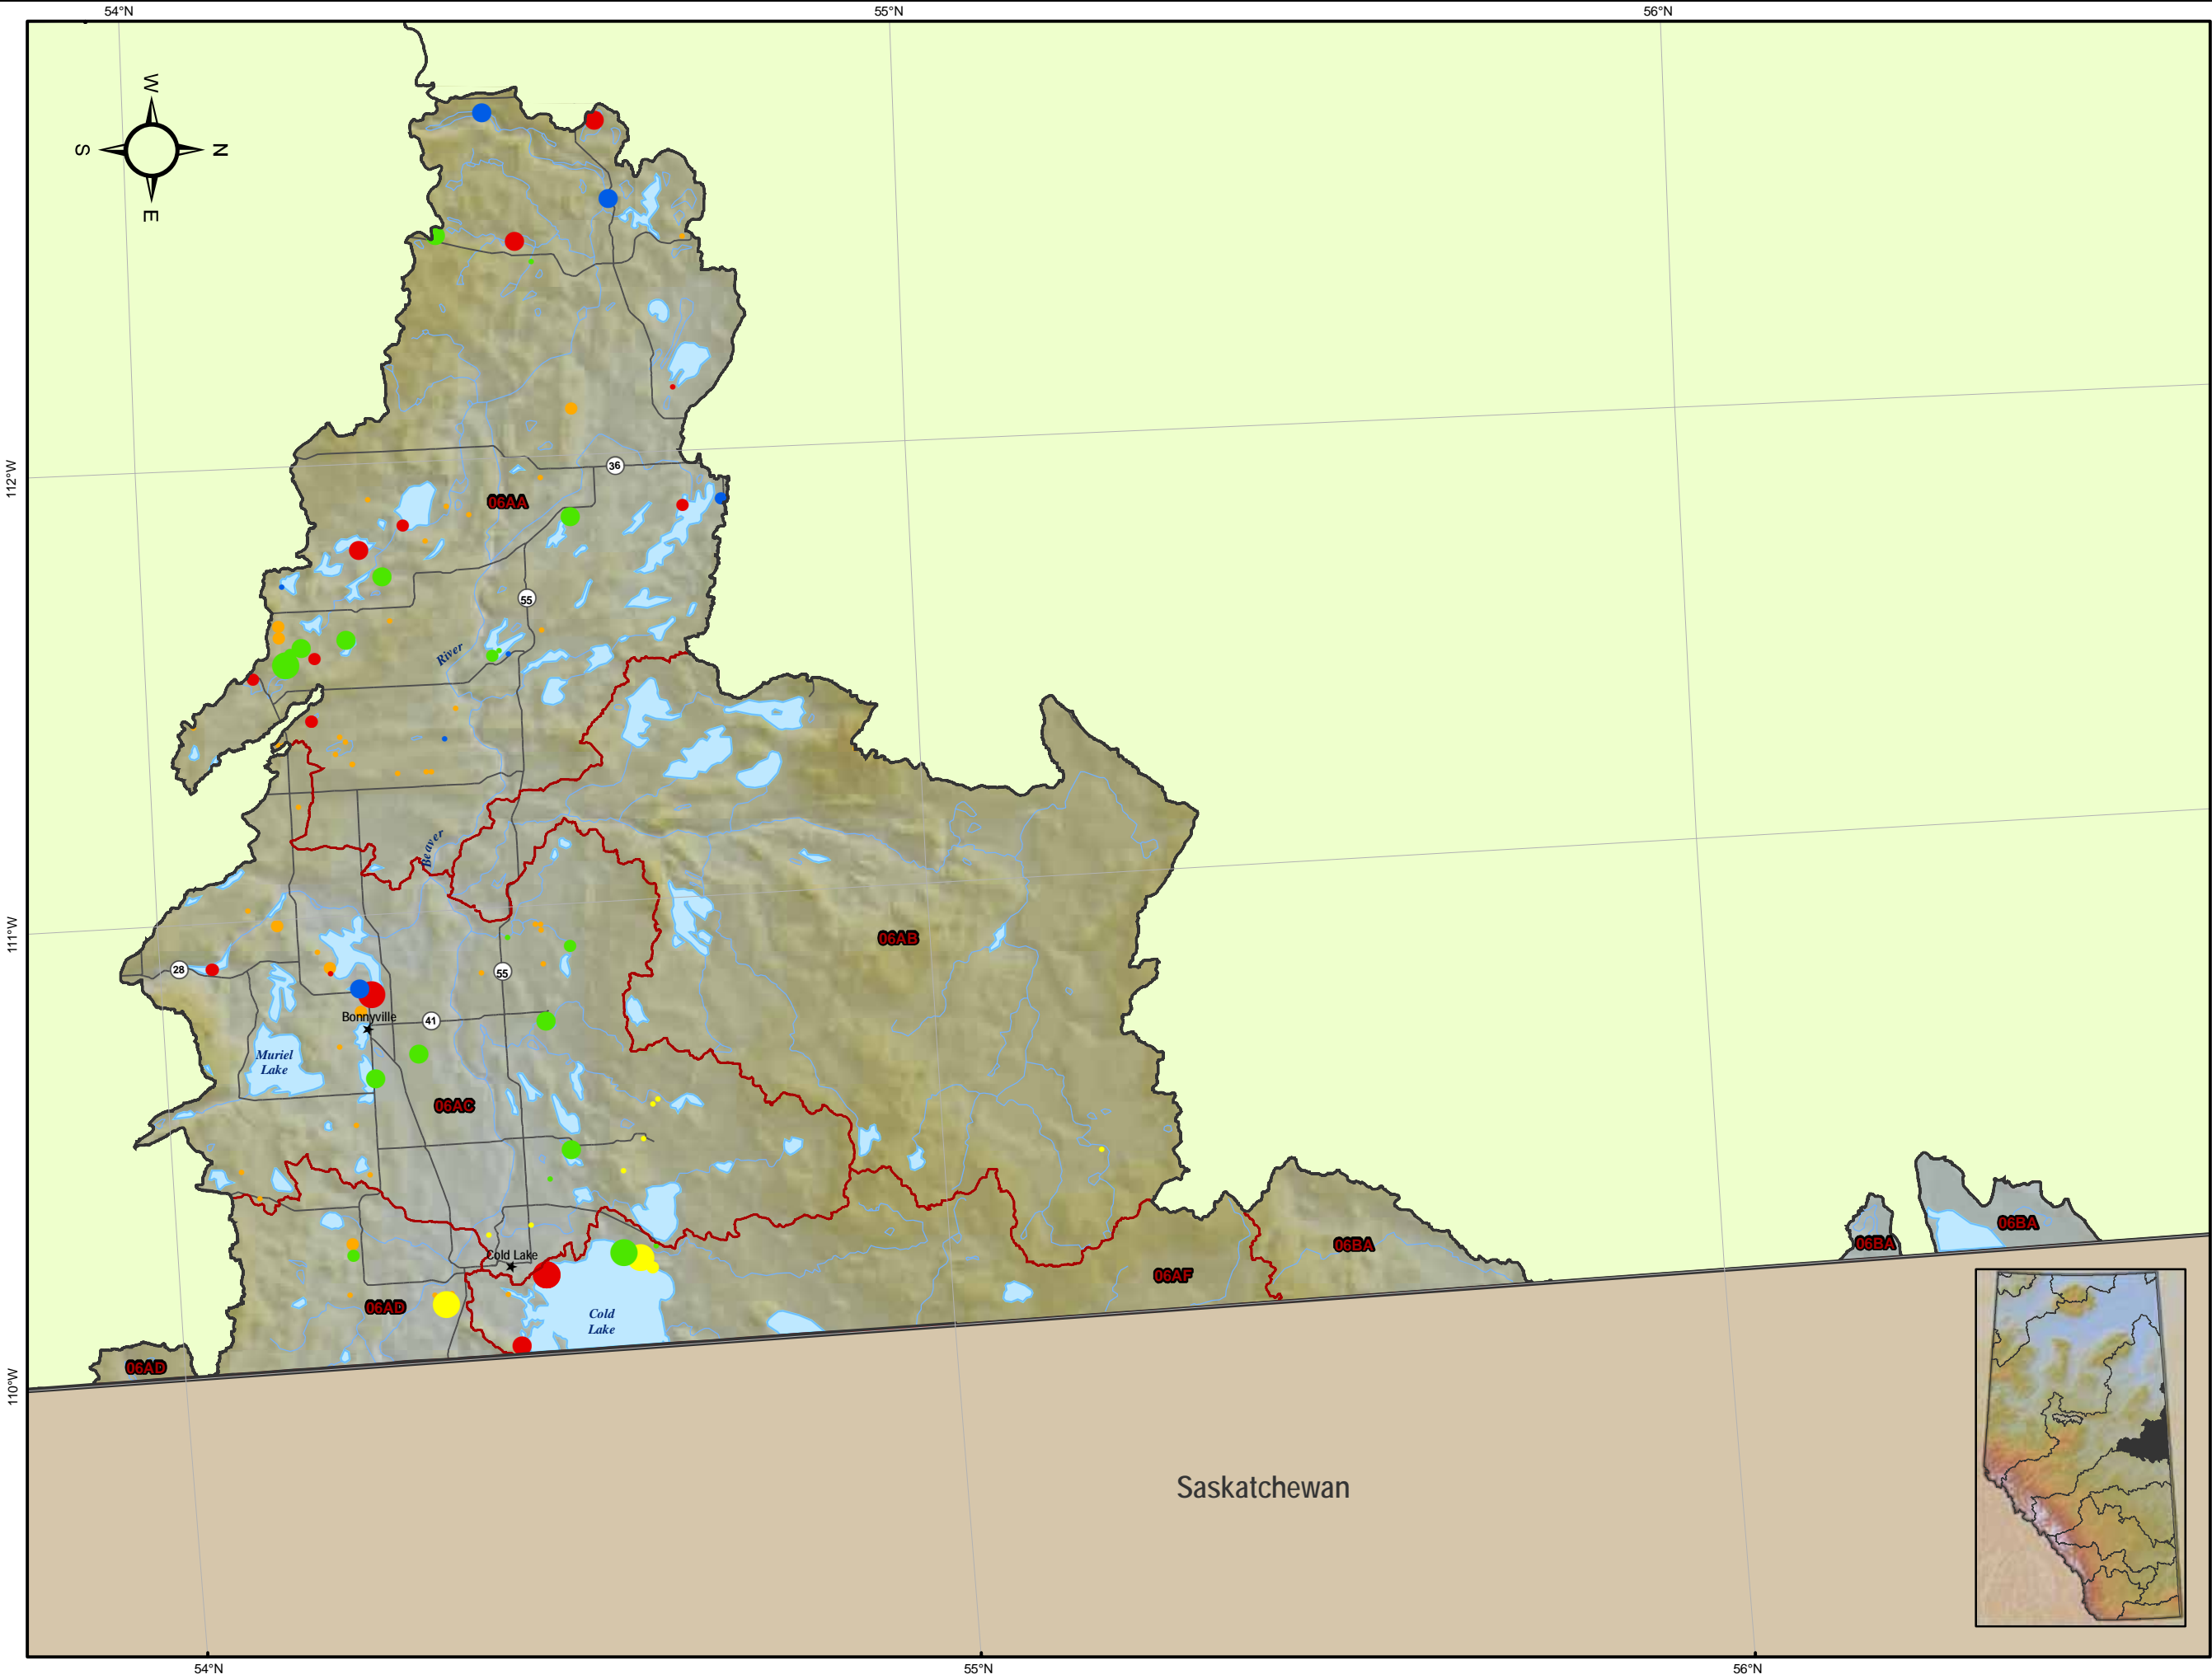 54°N
55°N
56°N
W
S
N
E
112°W
36
06AA
55
River
Beaver
111°W
06AB
28
55
Bonnyville
41
Muriel
Lake
06AC
06BA
06BA
06BA
Cold Lake
06AF
06AD
Cold
Lake
06AD
110°W
Saskatchewan
54°N
55°N
56°N